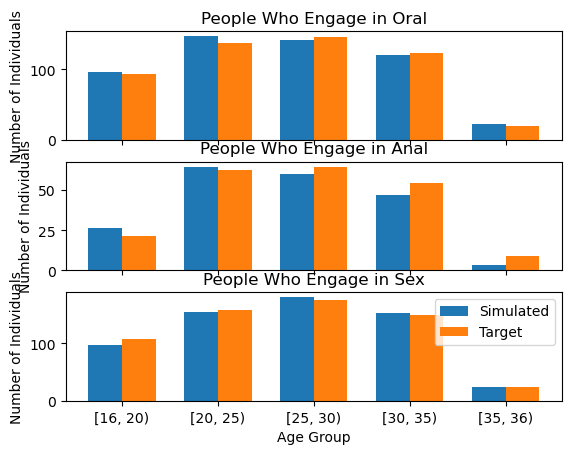 People Who Engage in Oral
Number of Individuals
100
0
People Who Engage in Anal
Number of Individuals
50
25
0
People Who Engage in Sex
Number of Individuals
100
0
Simulated
Target
[16, 20)
[20, 25)
[25, 30)
[30, 35)
[35, 36)
Age Group